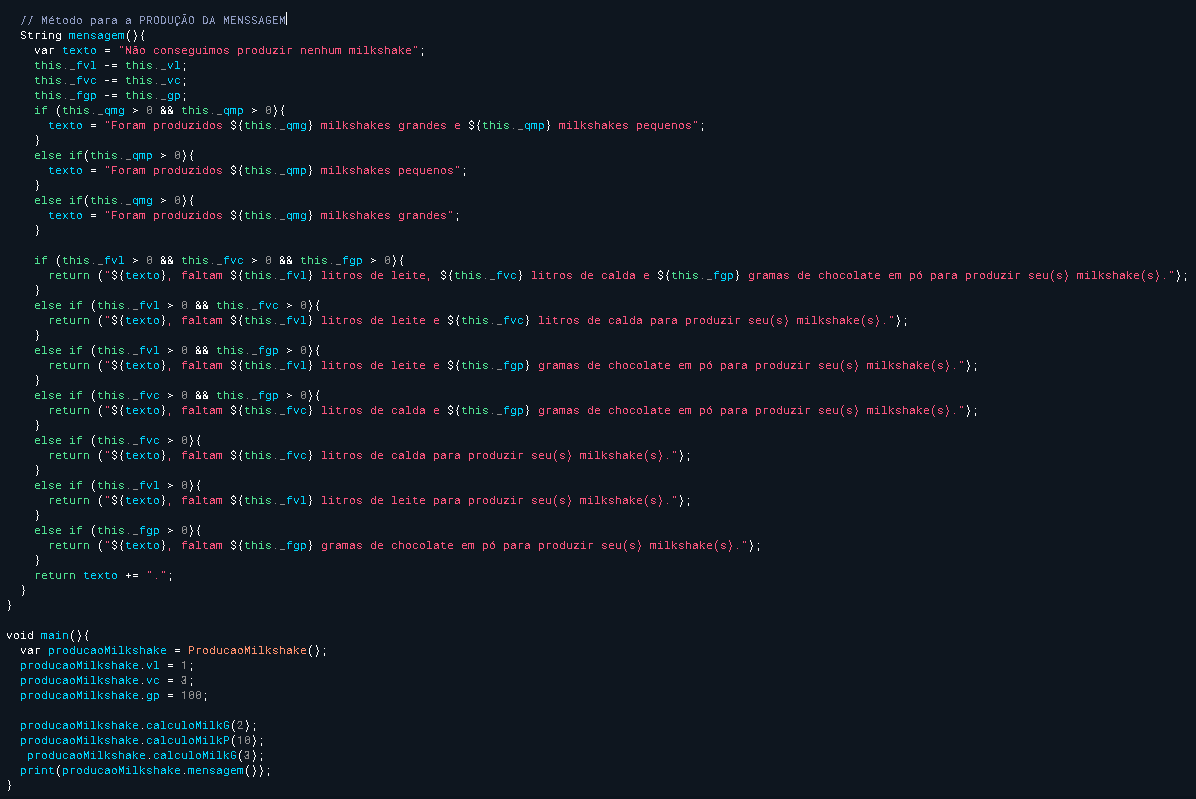 // Método para a PRODUÇÃO DA MENSSAGEM
String mensagem(){
var texto = "Não conseguimos produzir nenhum milkshake";
this._fvl -= this._vl;
this._fvc -= this._vc;
this._fgp -= this._gp;
if (this._qmg > 0 && this._qmp > 0){
texto = "Foram produzidos ${this._qmg} milkshakes grandes e ${this._qmp} milkshakes pequenos";
}
else if(this._qmp > 0){
texto = "Foram produzidos ${this._qmp} milkshakes pequenos";
}
else if(this._qmg > 0){
texto = "Foram produzidos ${this._qmg} milkshakes grandes";
}
if (this._fvl > 0 && this._fvc > 0 && this._fgp > 0){
return ("${texto}, faltam ${this._fvl} litros de leite, ${this._fvc} litros de calda e ${this._fgp} gramas de chocolate em pó para produzir seu(s) milkshake(s).");
}
else if (this._fvl > 0 && this._fvc > 0){
return ("${texto}, faltam ${this._fvl} litros de leite e ${this._fvc} litros de calda para produzir seu(s) milkshake(s).");
}
else if (this._fvl > 0 && this._fgp > 0){
return ("${texto}, faltam ${this._fvl} litros de leite e ${this._fgp} gramas de chocolate em pó para produzir seu(s) milkshake(s).");
}
else if (this._fvc > 0 && this._fgp > 0){
return ("${texto}, faltam ${this._fvc} litros de calda e ${this._fgp} gramas de chocolate em pó para produzir seu(s) milkshake(s).");
}
else if (this._fvc > 0){
return ("${texto}, faltam ${this._fvc} litros de calda para produzir seu(s) milkshake(s).");
}
else if (this._fvl > 0){
return ("${texto}, faltam ${this._fvl} litros de leite para produzir seu(s) milkshake(s).");
}
else if (this._fgp > 0){
return ("${texto}, faltam ${this._fgp} gramas de chocolate em pó para produzir seu(s) milkshake(s).");
}
return texto += ".";
}
}
void main(){
var producaoMilkshake = ProducaoMilkshake();
producaoMilkshake.vl = 1;
producaoMilkshake.vc = 3;
producaoMilkshake.gp = 100;
producaoMilkshake.calculoMilkG(2);
producaoMilkshake.calculoMilkP(10);
producaoMilkshake.calculoMilkG(3);
print(producaoMilkshake.mensagem());
}